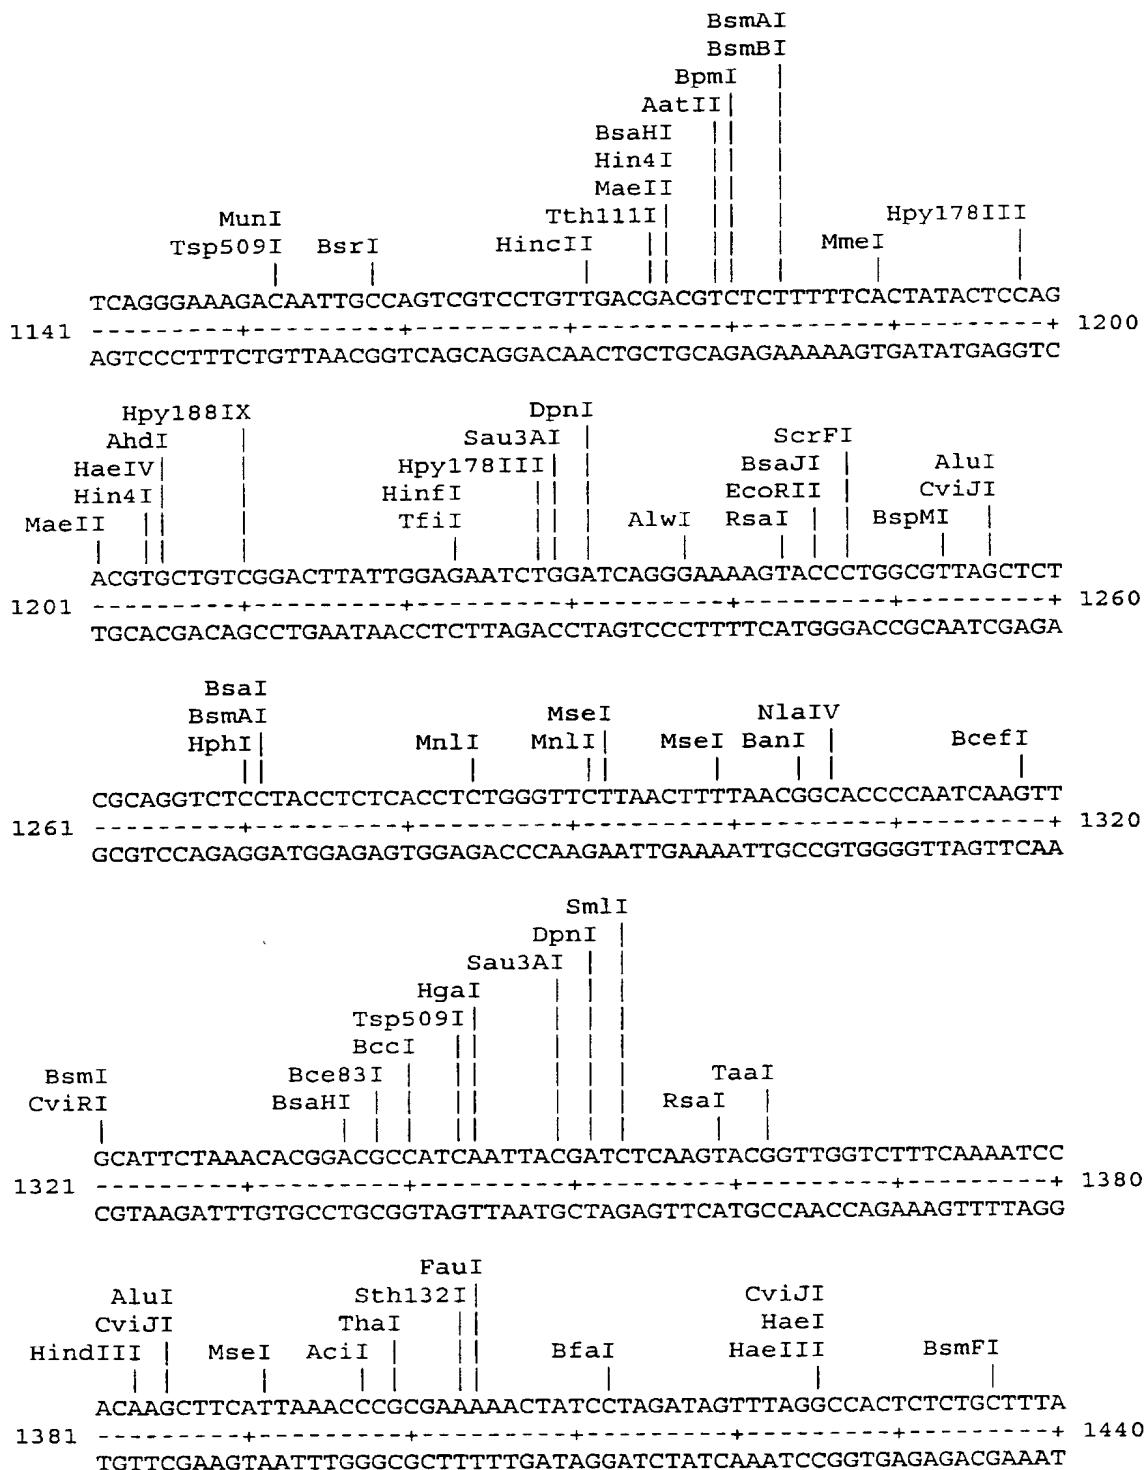 BsmAI
BsmBI
BpmI
AatII
BsaHI
Hin4I
MaeII
MunI Tth111I Hpy178III
Tsp509I BsrI HincII MmeI
TCAGGGAAAGACAATTGCCAGTCGTCCTGTTGACGACGTCTCTTTTTTCACTATACTCCAG
1141 ---------+---------+---------+---------+---------+---------+ 1200
AGTCCCTTTCTGTTAACGGTCAGCAGGACAACTGCTGCAGAGAAAAAAGTGATATGAGGTC
Hpy188IX DpnI
AhdI Sau3AI ScrFI
HaeIV Hpy178III BsaJI AluI
Hin4I HinfI EcoRII CviJI
MaeII TfiI AlwI RsaI BspMI
ACGTGCTGTCGGACTTATTGGAGAATCTGGATCAGGGAAAAGTACCCTGGCGTTAGCTCT
1201 ---------+---------+---------+---------+---------+---------+ 1260
TGCACGACAGCCTGAATAACCTCTTAGACCTAGTCCCTTTTCATGGGACCGCAATCGAGA
BsaI
BsmAI MseI NlaIV
HphI MnlI MnlI MseI BanI BcefI
CGCAGGTCTCCTACCTCTCACCTCTGGGTTCTTAACTTTTAACGGCACCCCAATCAAGTT
1261 ---------+---------+---------+---------+---------+---------+ 1320
GCGTCCAGAGGATGGAGAGTGGAGACCCAAGAATTGAAAATTGCCGTGGGGTTAGTTCAA
SmlI
DpnI
Sau3AI
HgaI
Tsp509I
BccI
BsmI Bce83I TaaI
CviRI BsaHI RsaI
GCATTCTAAACACGGACGCCATCAATTACGATCTCAAGTACGGTTGGTCTTTCAAAATCC
1321 ---------+---------+---------+---------+---------+---------+ 1380
CGTAAGATTTGTGCCTGCGGTAGTTAATGCTAGAGTTCATGCCAACCAGAAAGTTTTAGG
FauI
AluI Sth132I CviJI
CviJI ThaI HaeI
HindIII MseI AciI BfaI HaeIII BsmFI
ACAAGCTTCATTAAACCCGCGAAAAACTATCCTAGATAGTTTAGGCCACTCTCTGCTTTA
1381 ---------+---------+---------+---------+---------+---------+ 1440
TGTTCGAAGTAATTTGGGCGCTTTTTGATAGGATCTATCAAATCCGGTGAGAGACGAAAT